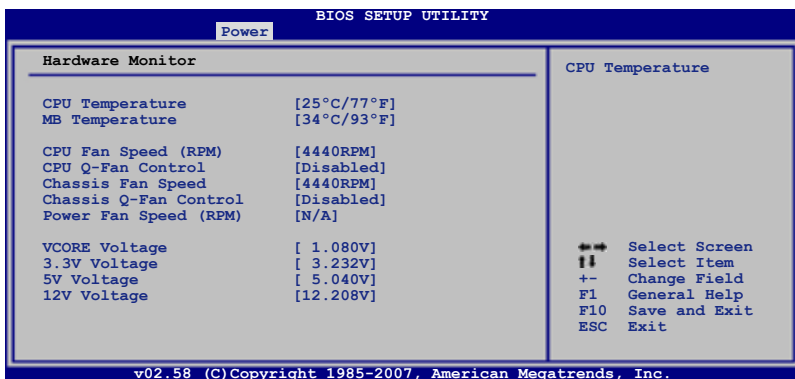 BIOS SETUP UTILITY
Power
Hardware Monitor
CPU Temperature [25°C/77°F]
MB Temperature [34°C/93°F]
CPU Fan Speed (RPM) [4440RPM]
CPU Q-Fan Control [Disabled]
Chassis Fan Speed [4440RPM]
Chassis Q-Fan Control [Disabled]
Power Fan Speed (RPM) [N/A]
VCORE Voltage [ 1.080V]
3.3V Voltage [ 3.232V]
5V Voltage [ 5.040V]
12V Voltage [12.208V]
CPU Temperature
←→ Select Screen
↑↓ Select Item
+- Change Field
F1 General Help
F10 Save and Exit
ESC Exit
v02.58 (C)Copyright 1985-2007, American Megatrends, Inc.